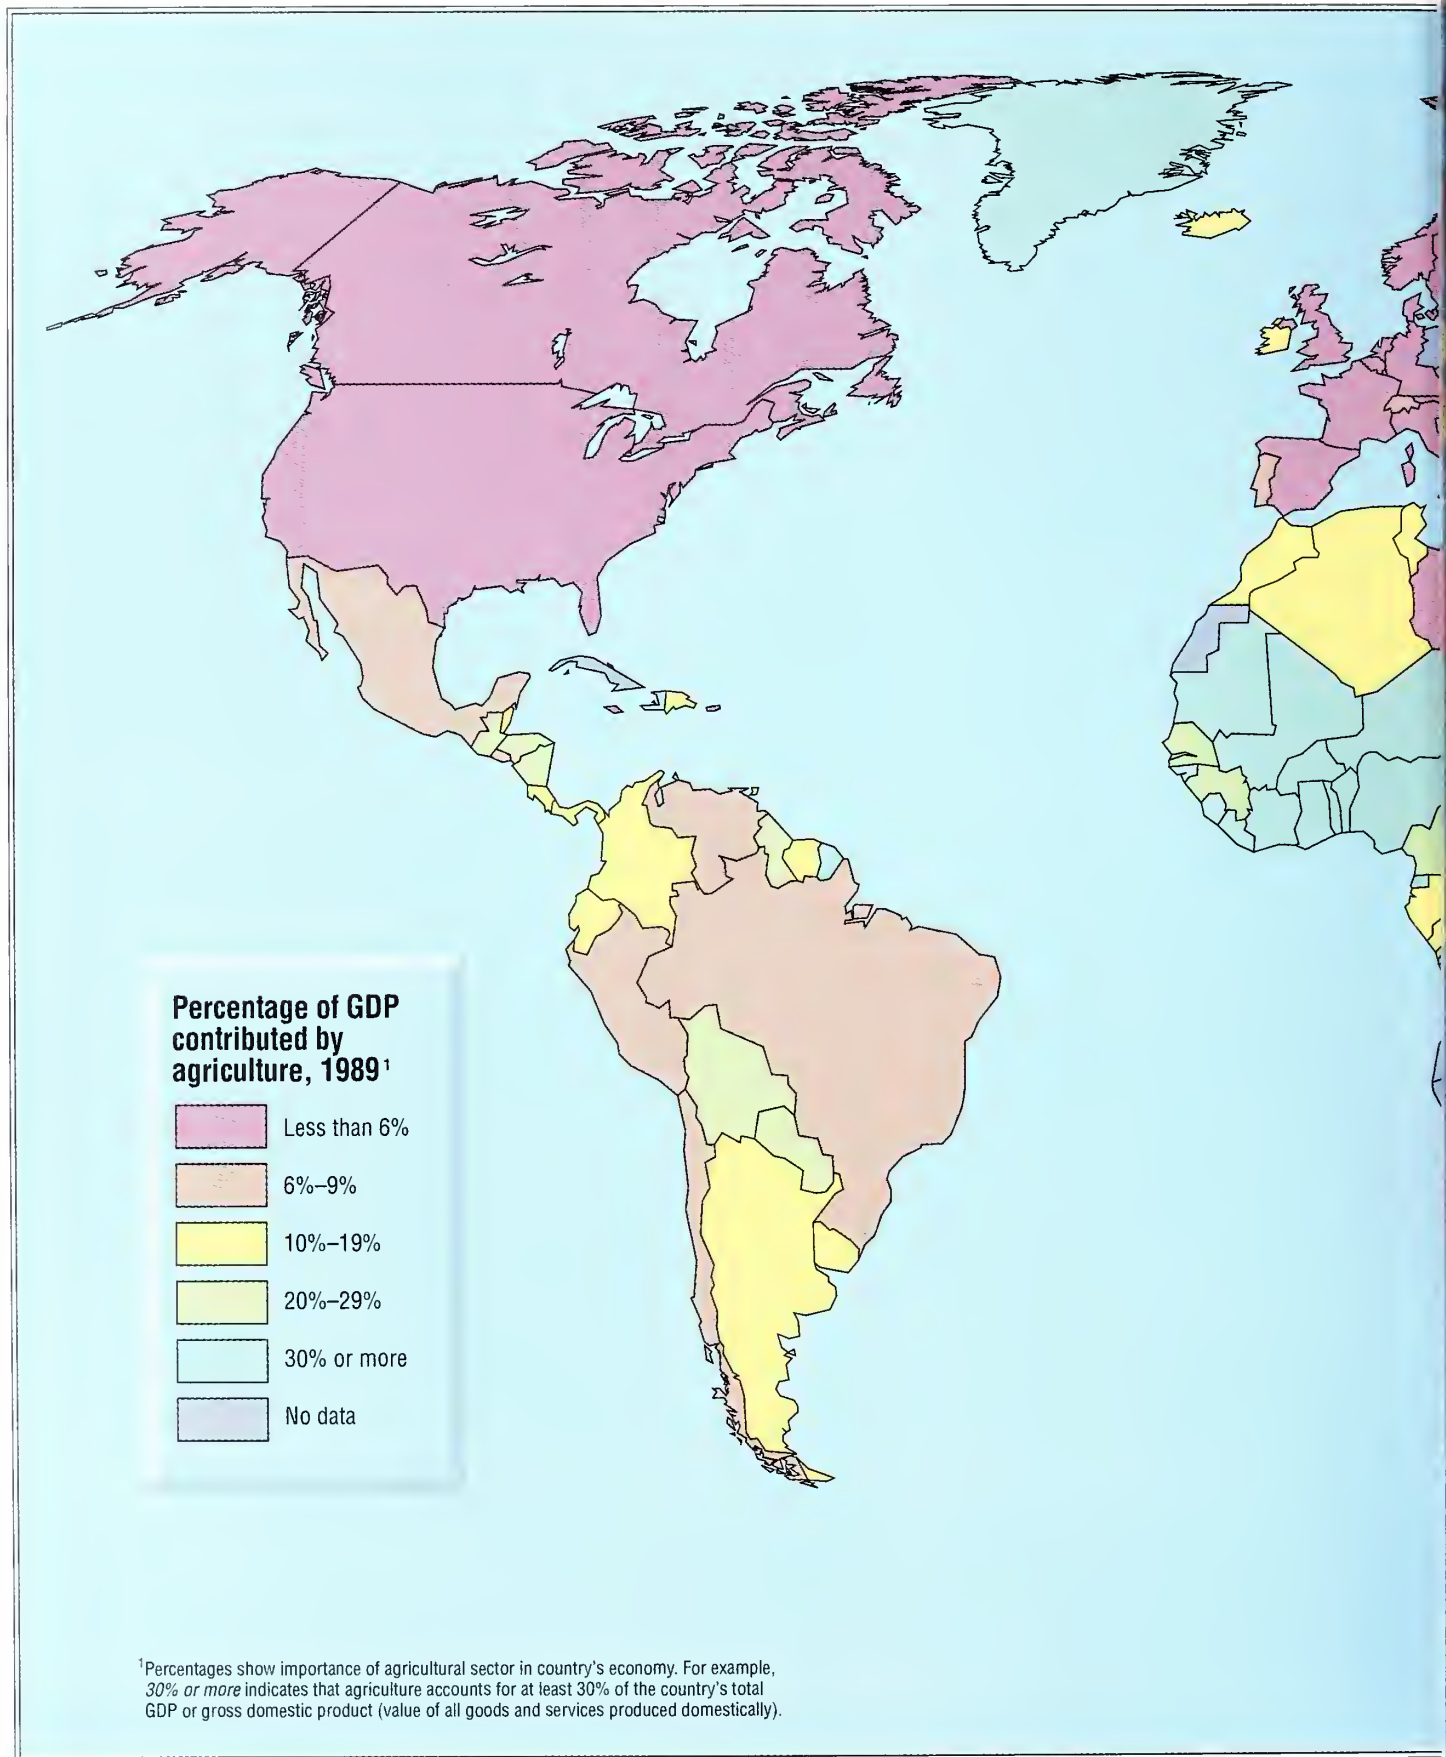 Percentage of GDP
contributed by
agriculture, 1989¹
Less than 6%
6%–9%
10%–19%
20%–29%
30% or more
No data
¹Percentages show importance of agricultural sector in country's economy. For example,
30% or more indicates that agriculture accounts for at least 30% of the country's total
GDP or gross domestic product (value of all goods and services produced domestically).